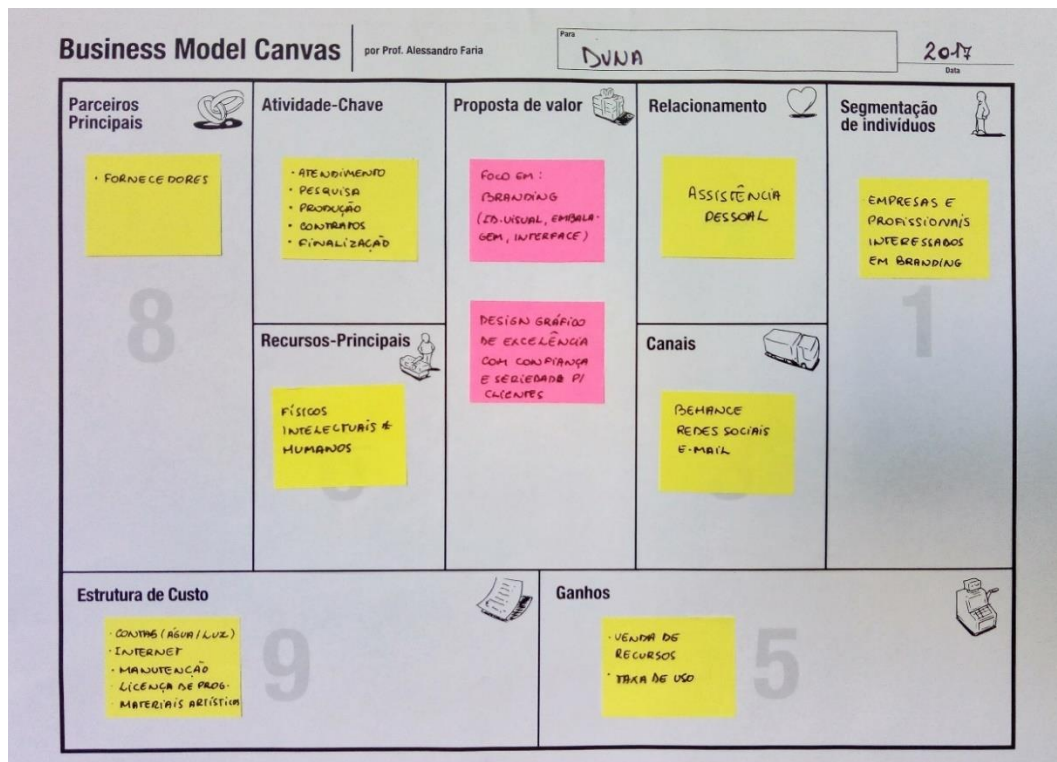 Business Model Canvas
por Prof. Alessandro Faria
Para
DUNA
2017
Data
Parceiros
Principais
• FORNECEDORES
8
Atividade-Chave
• ATENDIMENTO
• PESQUISA
• PRODUÇÃO
• CONTRATOS
• FINALIZAÇÃO
Recursos-Principais
FÍSICOS
INTELECTUAIS
HUMANOS
Proposta de valor
FOCO EM:
BRANDING
(ID.VISUAL, EMBALA-
GEM, INTERFACE)
DESIGN GRÁFICO
DE EXCELÊNCIA
COM CONFIANÇA
E SERIEDADE P/
CLIENTES
Relacionamento
ASSISTÊNCIA
PESSOAL
Canais
BEHANCE
REDES SOCIAIS
E-MAIL
Segmentação
de indivíduos
EMPRESAS E
PROFISSIONAIS
INTERESSADOS
EM BRANDING
1
Estrutura de Custo
• CONTAS (ÁGUA/LUZ)
• INTERNET
• MANUTENÇÃO
• LICENÇA DE PROG.
• MATERIAIS ARTÍSTICOS
9
Ganhos
• VENDA DE
RECURSOS
• TAXA DE USO
5